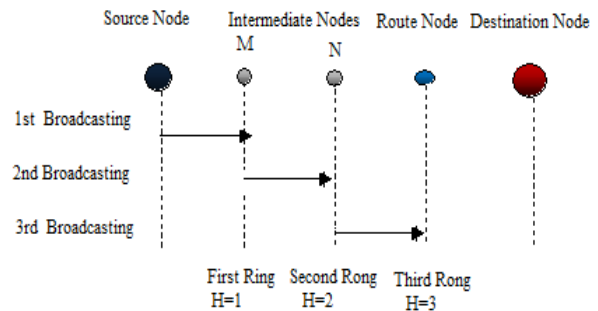 Source Node
Intermediate Nodes
Route Node
Destination Node
M
N
1st Broadcasting
2nd Broadcasting
3rd Broadcasting
First Ring
H=1
Second Rong
H=2
Third Rong
H=3